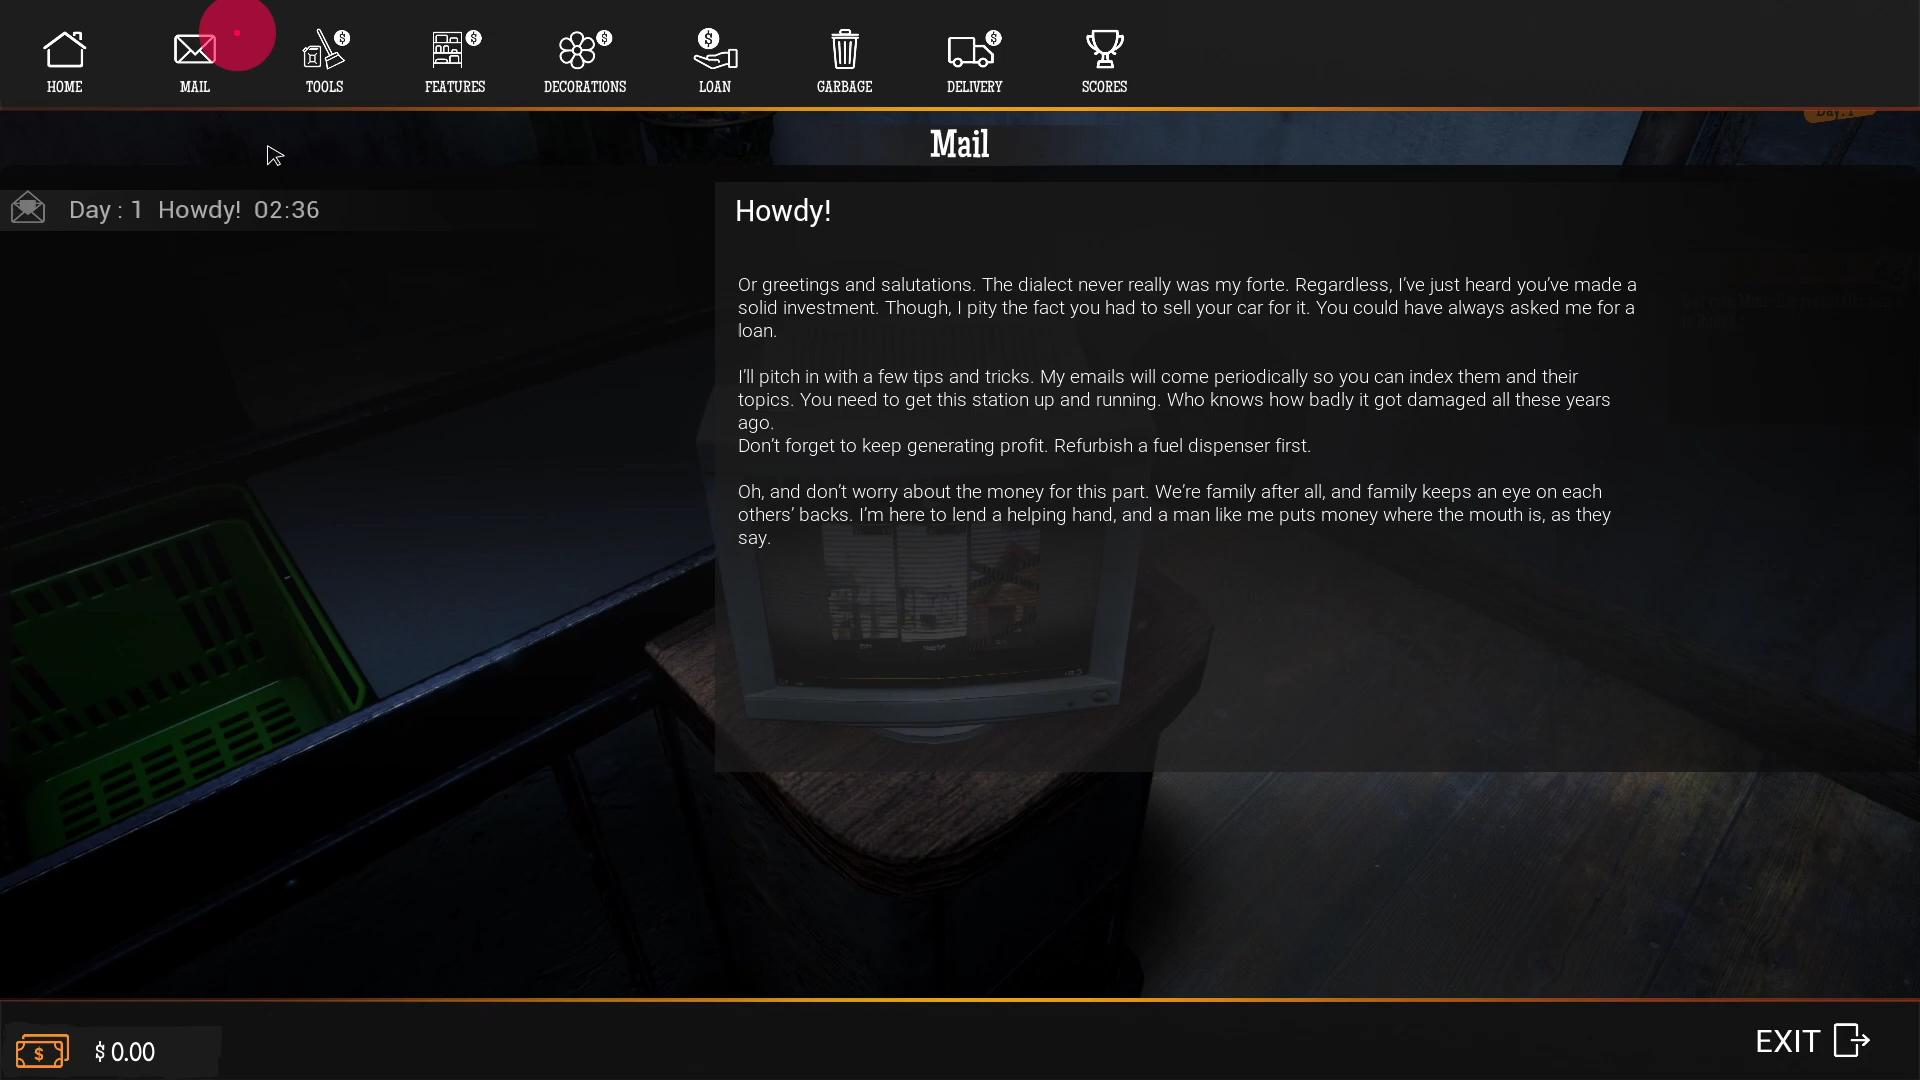 HOME MAIL TOOLS FEATURES DECORATIONS LOAN GARBAGE DELIVERY SCORES
Day: 1
Mail
Day : 1 Howdy! 02:36
Howdy!
Or greetings and salutations. The dialect never really was my forte. Regardless, I’ve just heard you’ve made a
solid investment. Though, I pity the fact you had to sell your car for it. You could have always asked me for a
loan.
I’ll pitch in with a few tips and tricks. My emails will come periodically so you can index them and their
topics. You need to get this station up and running. Who knows how badly it got damaged all these years
ago.
Don’t forget to keep generating profit. Refurbish a fuel dispenser first.
Oh, and don’t worry about the money for this part. We’re family after all, and family keeps an eye on each
others’ backs. I’m here to lend a helping hand, and a man like me puts money where the mouth is, as they
say.
$ 0.00
EXIT